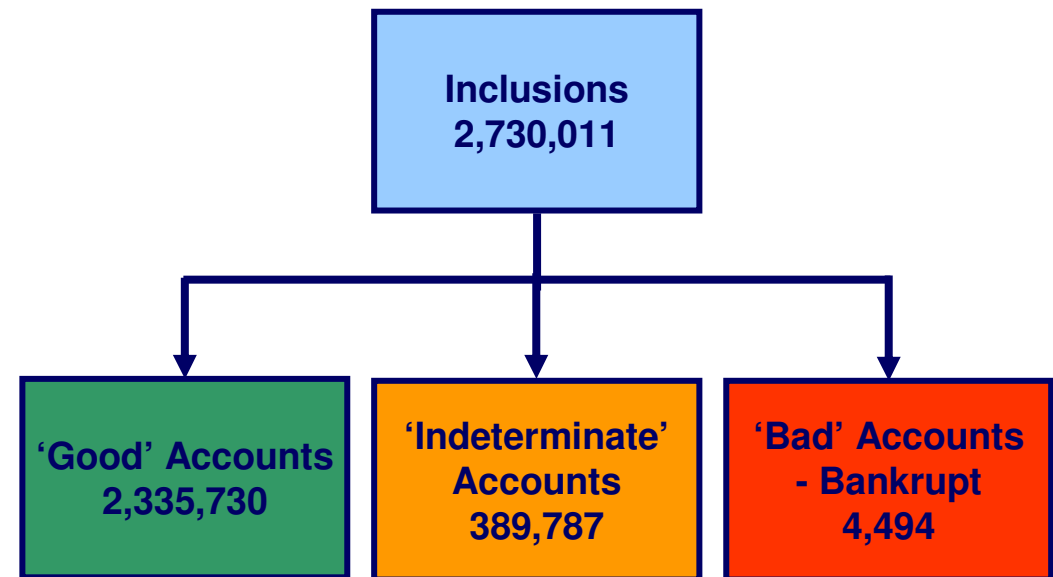 Inclusions
2,730,011
‘Good’ Accounts
2,335,730
‘Indeterminate’
Accounts
389,787
‘Bad’ Accounts
- Bankrupt
4,494